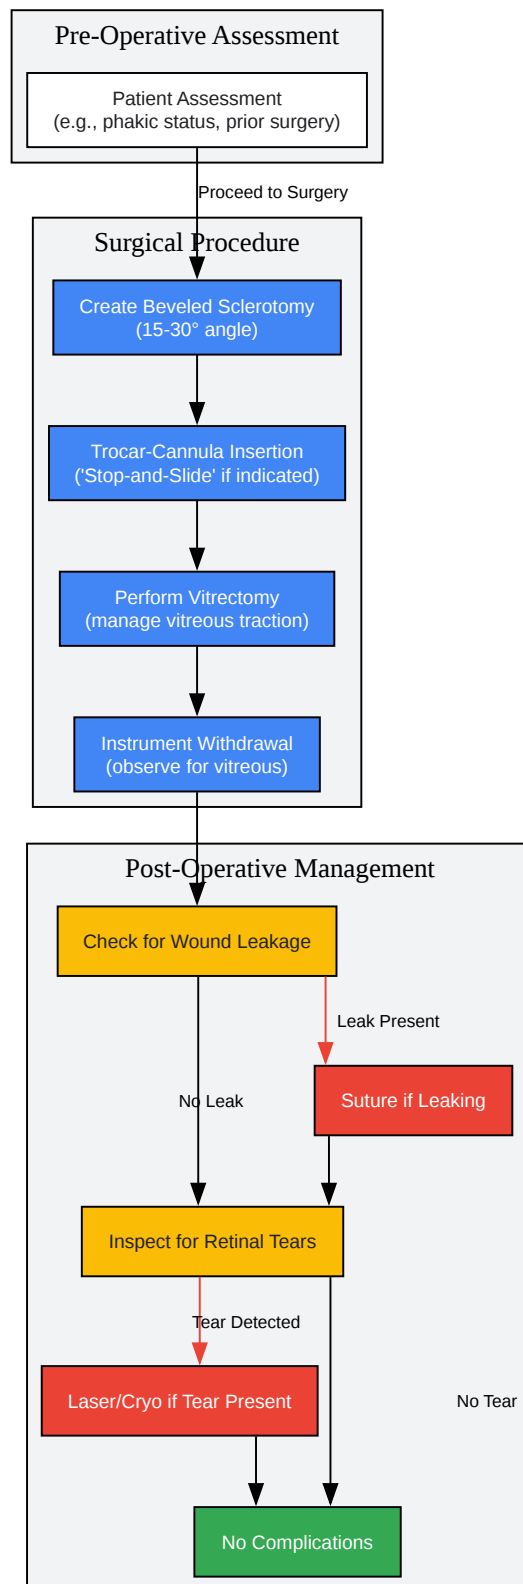 Pre-Operative Assessment
Patient Assessment
(e.g., phakic status, prior surgery)
Proceed to Surgery
Surgical Procedure
Create Beveled Sclerotomy
(15-30° angle)
Trocar-Cannula Insertion
('Stop-and-Slide' if indicated)
Perform Vitrectomy
(manage vitreous traction)
Instrument Withdrawal
(observe for vitreous)
Post-Operative Management
Check for Wound Leakage
Leak Present
Suture if Leaking
No Leak
Inspect for Retinal Tears
Tear Detected
Laser/Cryo if Tear Present
No Tear
No Complications